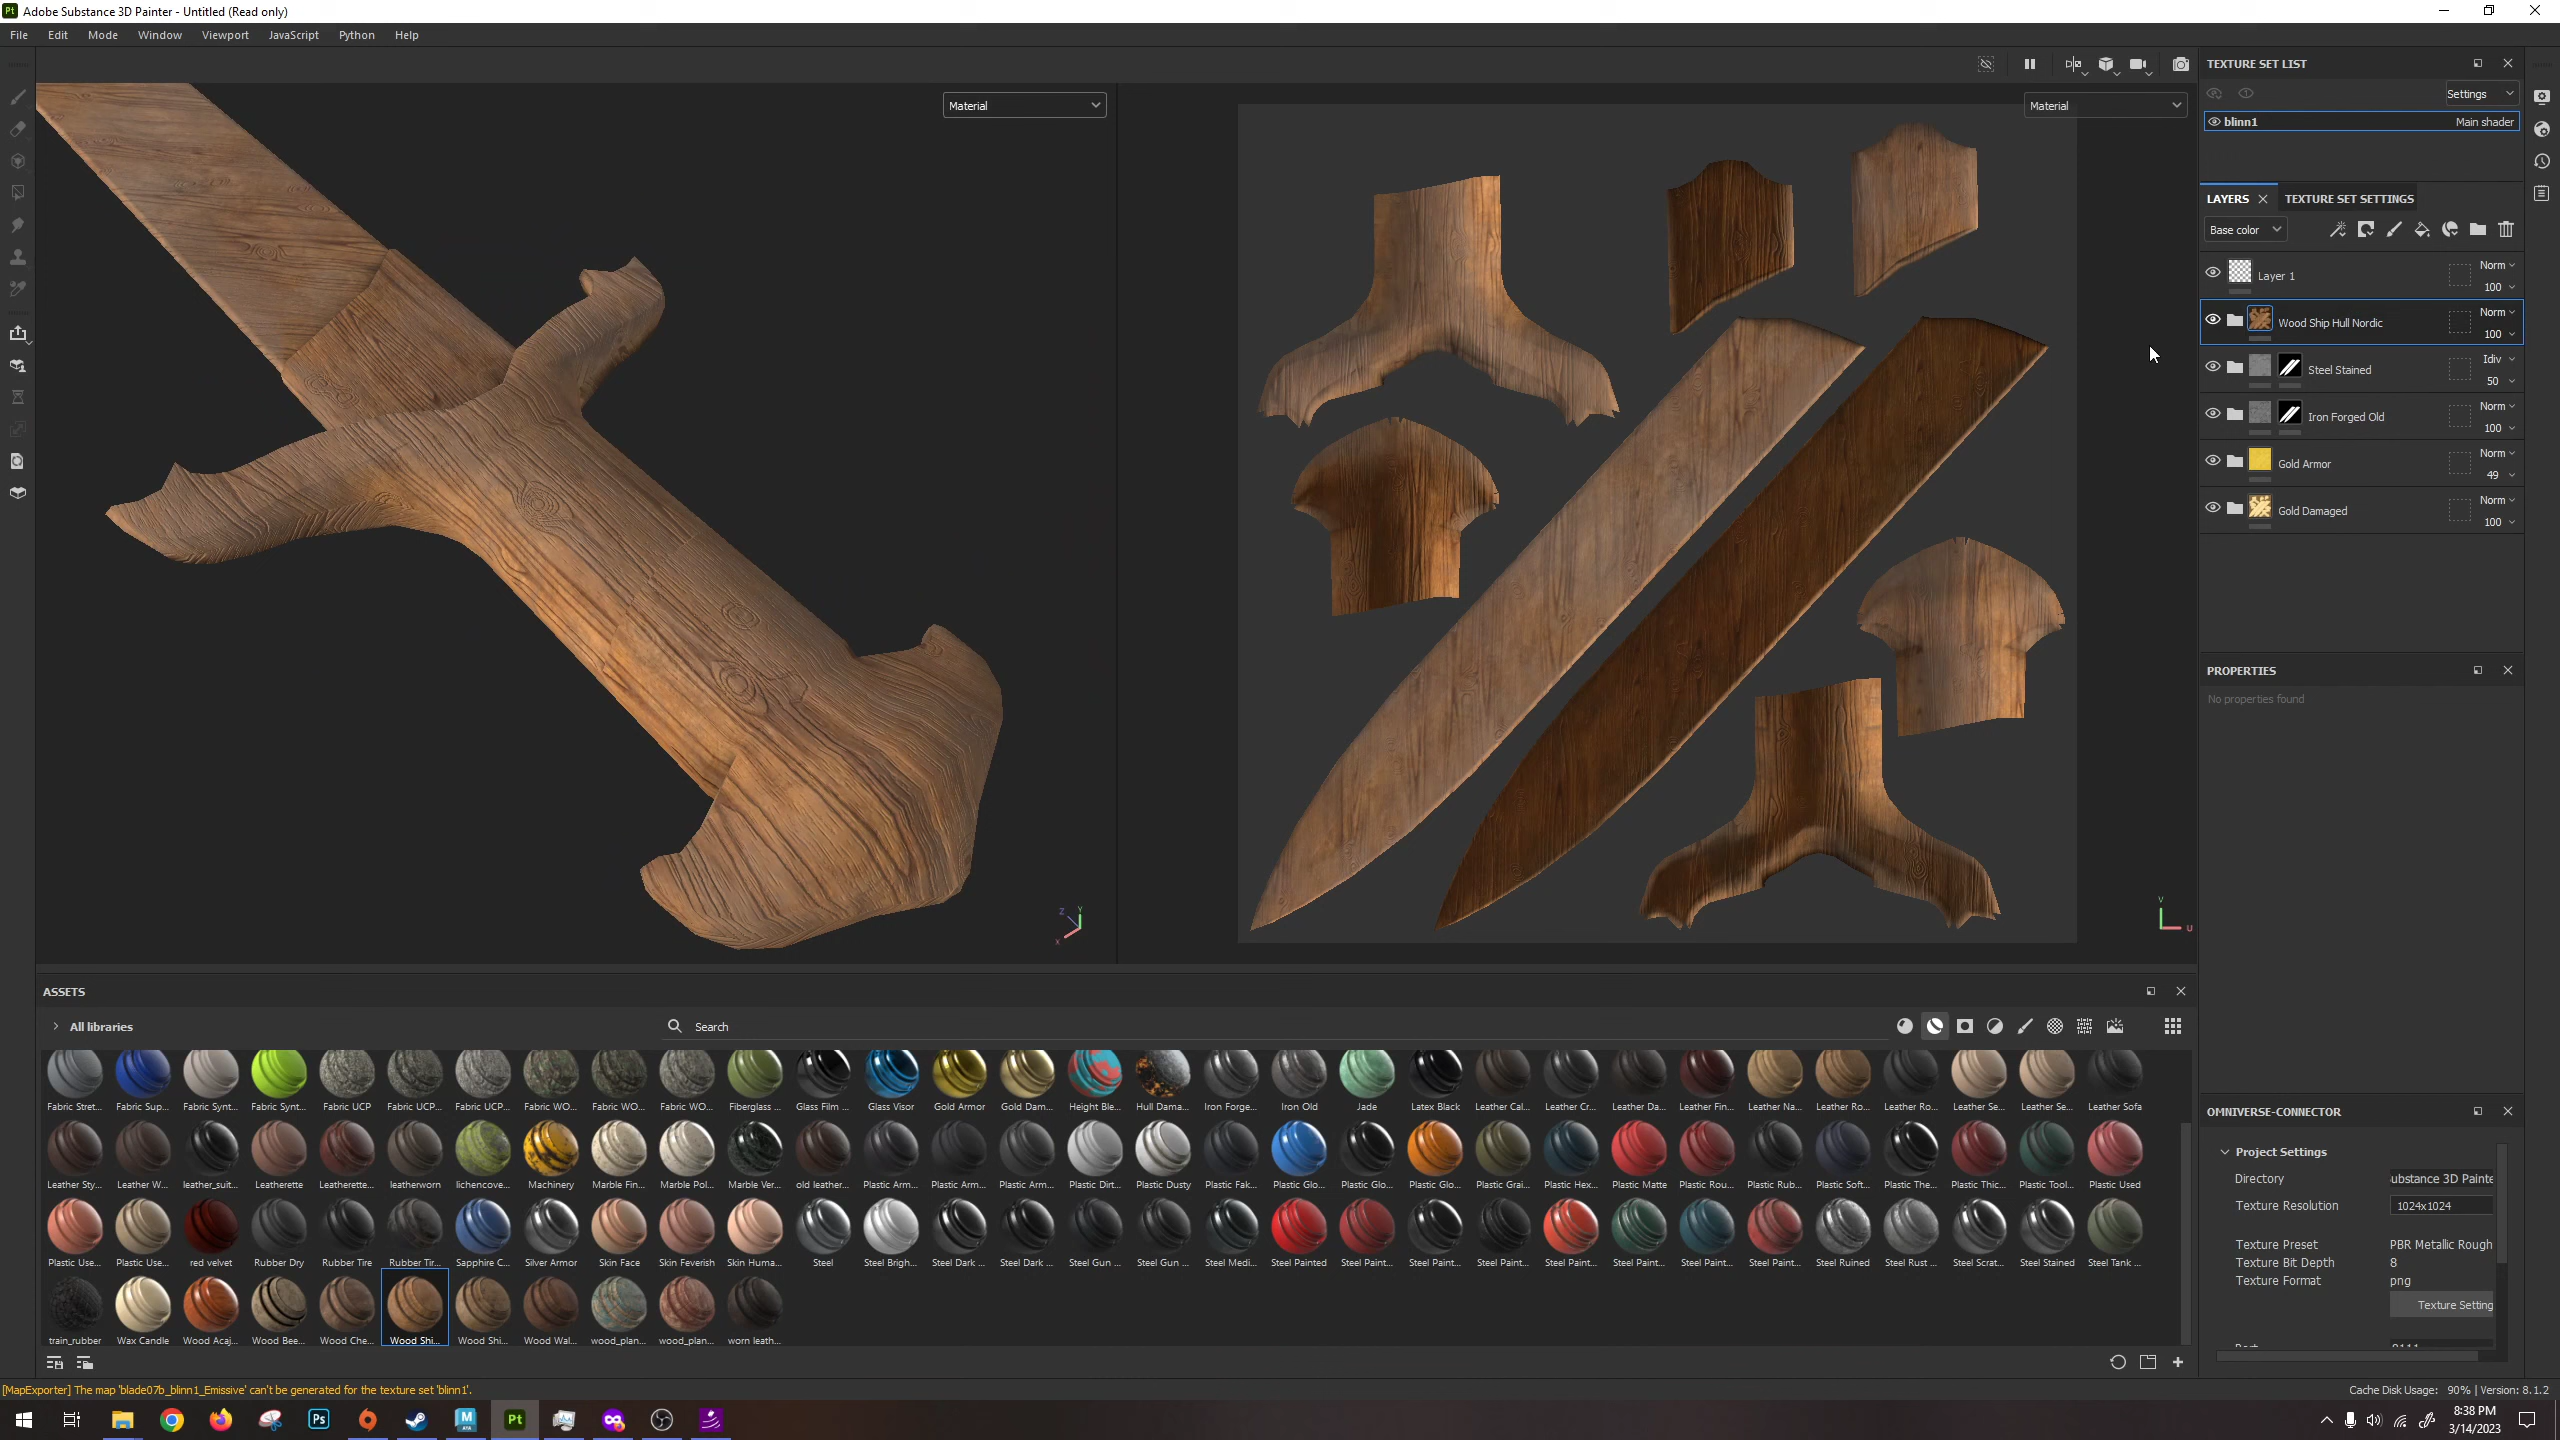 Adobe Substance 3D Painter - Untitled (Read only)
File Edit Mode Window Viewport JavaScript Python Help
Material
Material
TEXTURE SET LIST
Settings
blinn1 Main shader
LAYERS TEXTURE SET SETTINGS
Base color
Layer 1 Norm 100
Wood Ship Hull Nordic Norm 100
Steel Stained Idiv 50
Iron Forged Old Norm 100
Gold Armor Norm 49
Gold Damaged Norm 100
PROPERTIES
No properties found
Z Y X
V U
ASSETS
All libraries
Search
Fabric Stret... Fabric Sup... Fabric Synt... Fabric Synt... Fabric UCP Fabric UCP... Fabric UCP... Fabric WO... Fabric WO... Fabric WO... Fiberglass ... Glass Film ... Glass Visor Gold Armor Gold Dam... Height Ble... Hull Dama... Iron Forge... Iron Old Jade Latex Black Leather Cal... Leather Cr... Leather Da... Leather Fin... Leather Na... Leather Ro... Leather Ro... Leather Se... Leather Se... Leather Sofa
Leather Sty... Leather W... leather_suit... Leatherette Leatherette... leatherworn lichencove... Machinery Marble Fin... Marble Pol... Marble Ver... old leather... Plastic Arm... Plastic Arm... Plastic Arm... Plastic Dirt... Plastic Dusty Plastic Fak... Plastic Glo... Plastic Glo... Plastic Glo... Plastic Grai... Plastic Hex... Plastic Matte Plastic Rou... Plastic Rub... Plastic Soft... Plastic The... Plastic Thic... Plastic Tool... Plastic Used
Plastic Use... Plastic Use... red velvet Rubber Dry Rubber Tire Rubber Tir... Sapphire C... Silver Armor Skin Face Skin Feverish Skin Huma... Steel Steel Brigh... Steel Dark ... Steel Dark ... Steel Gun ... Steel Gun ... Steel Medi... Steel Painted Steel Paint... Steel Paint... Steel Paint... Steel Paint... Steel Paint... Steel Paint... Steel Paint... Steel Ruined Steel Rust ... Steel Scrat... Steel Stained Steel Tank ...
train_rubber Wax Candle Wood Acaj... Wood Bee... Wood Che... Wood Shi... Wood Shi... Wood Wal... wood_plan... wood_plan... worn leath...
OMNIVERSE-CONNECTOR
Project Settings
Directory ubstance 3D Painte
Texture Resolution 1024x1024
Texture Preset PBR Metallic Rough
Texture Bit Depth 8
Texture Format png
Texture Setting
[MapExporter] The map 'blade07b_blinn1_Emissive' can't be generated for the texture set 'blinn1'.
Cache Disk Usage: 90% | Version: 8.1.2
Ps Pt
8:38 PM
3/14/2023